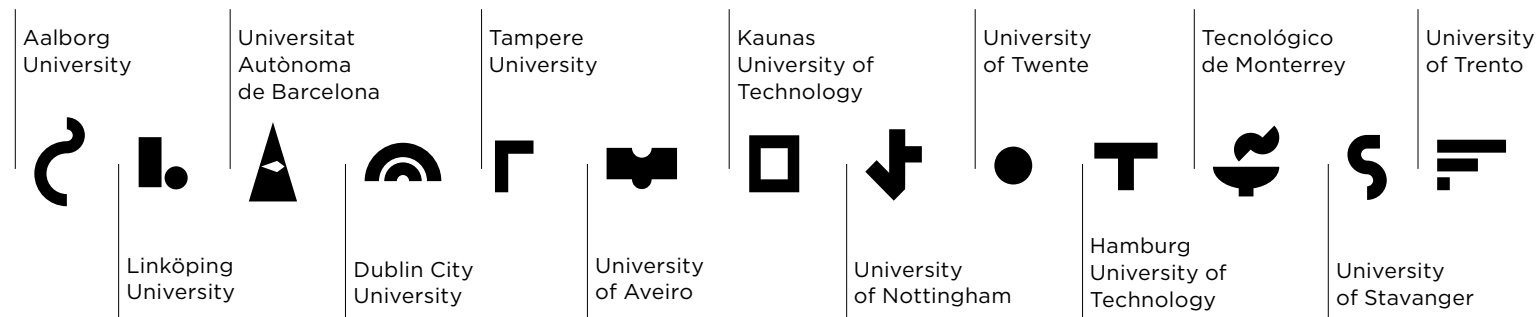 Aalborg
University
Universitat
Autònoma
de Barcelona
Tampere
University
Kaunas
University of
Technology
University
of Twente
Tecnológico
de Monterrey
University
of Trento
Linköping
University
Dublin City
University
University
of Aveiro
University
of Nottingham
Hamburg
University of
Technology
University
of Stavanger